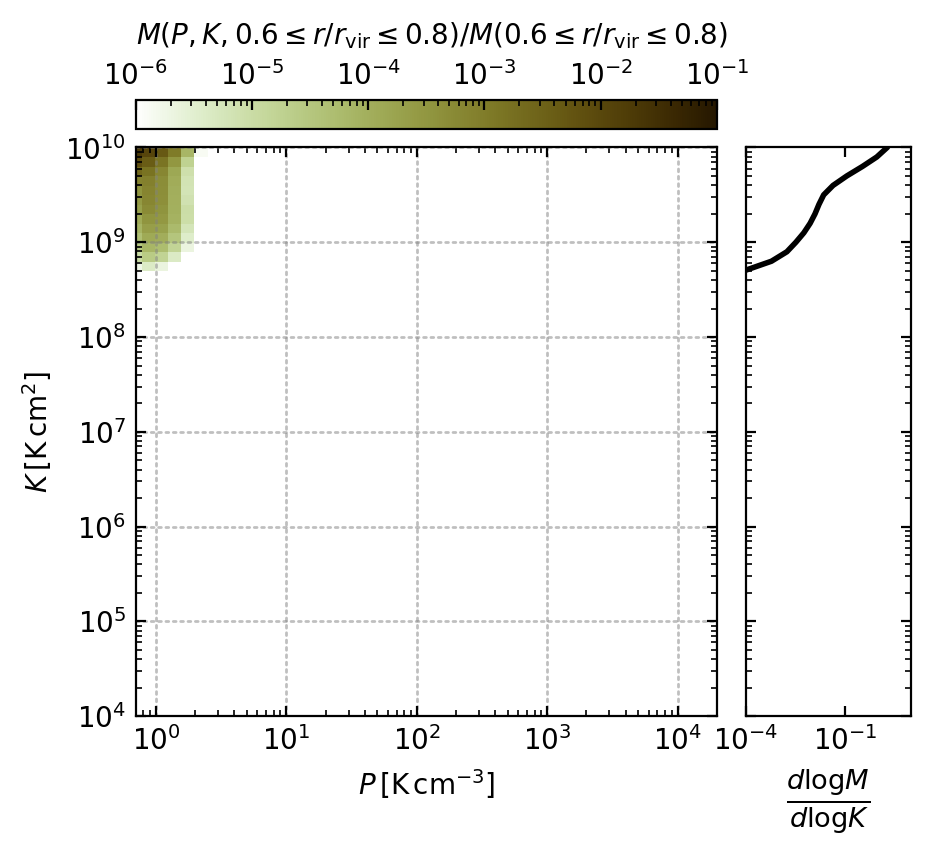 M(P, K, 0.6 ≤ r/r_vir ≤ 0.8)/M(0.6 ≤ r/r_vir ≤ 0.8)
10^−6 10^−5 10^−4 10^−3 10^−2 10^−1
10^10
10^9
10^8
10^7
10^6
10^5
10^4
K [K cm^2]
10^0 10^1 10^2 10^3 10^4
P [K cm^−3]
10^−4 10^−1
dlogM
dlogK